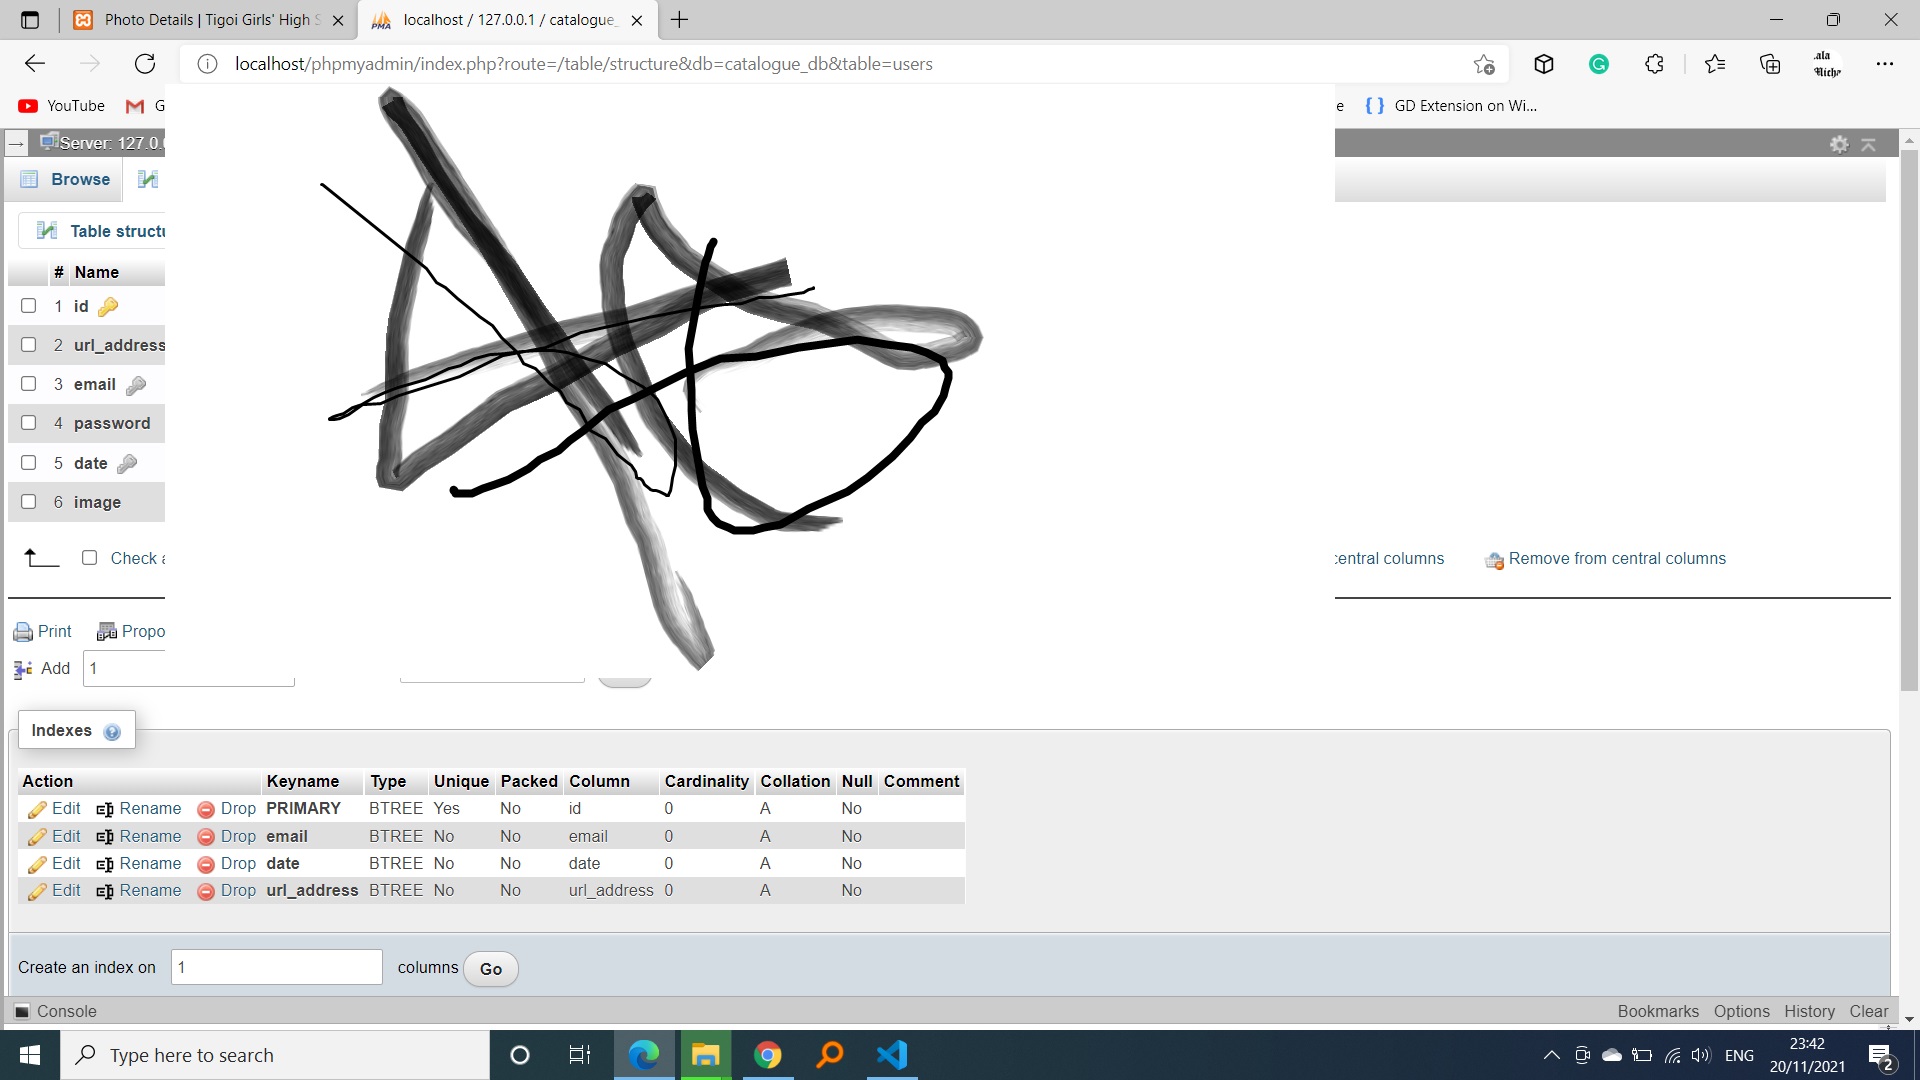 Photo Details | Tigoi Girls' High S
localhost / 127.0.0.1 / catalogue_
localhost/phpmyadmin/index.php?route=/table/structure&db=catalogue_db&table=users
YouTube G e GD Extension on Wi...
Server: 127.0.
Browse
Table structu
# Name
1 id
2 url_address
3 email
4 password
5 date
6 image
Check a entral columns Remove from central columns
Print Propo
Add 1
Indexes
Action Keyname Type Unique Packed Column Cardinality Collation Null Comment
Edit Rename Drop PRIMARY BTREE Yes No id 0 A No
Edit Rename Drop email BTREE No No email 0 A No
Edit Rename Drop date BTREE No No date 0 A No
Edit Rename Drop url_address BTREE No No url_address 0 A No
Create an index on 1 columns Go
Console Bookmarks Options History Clear
Type here to search ENG 23:42
20/11/2021 2